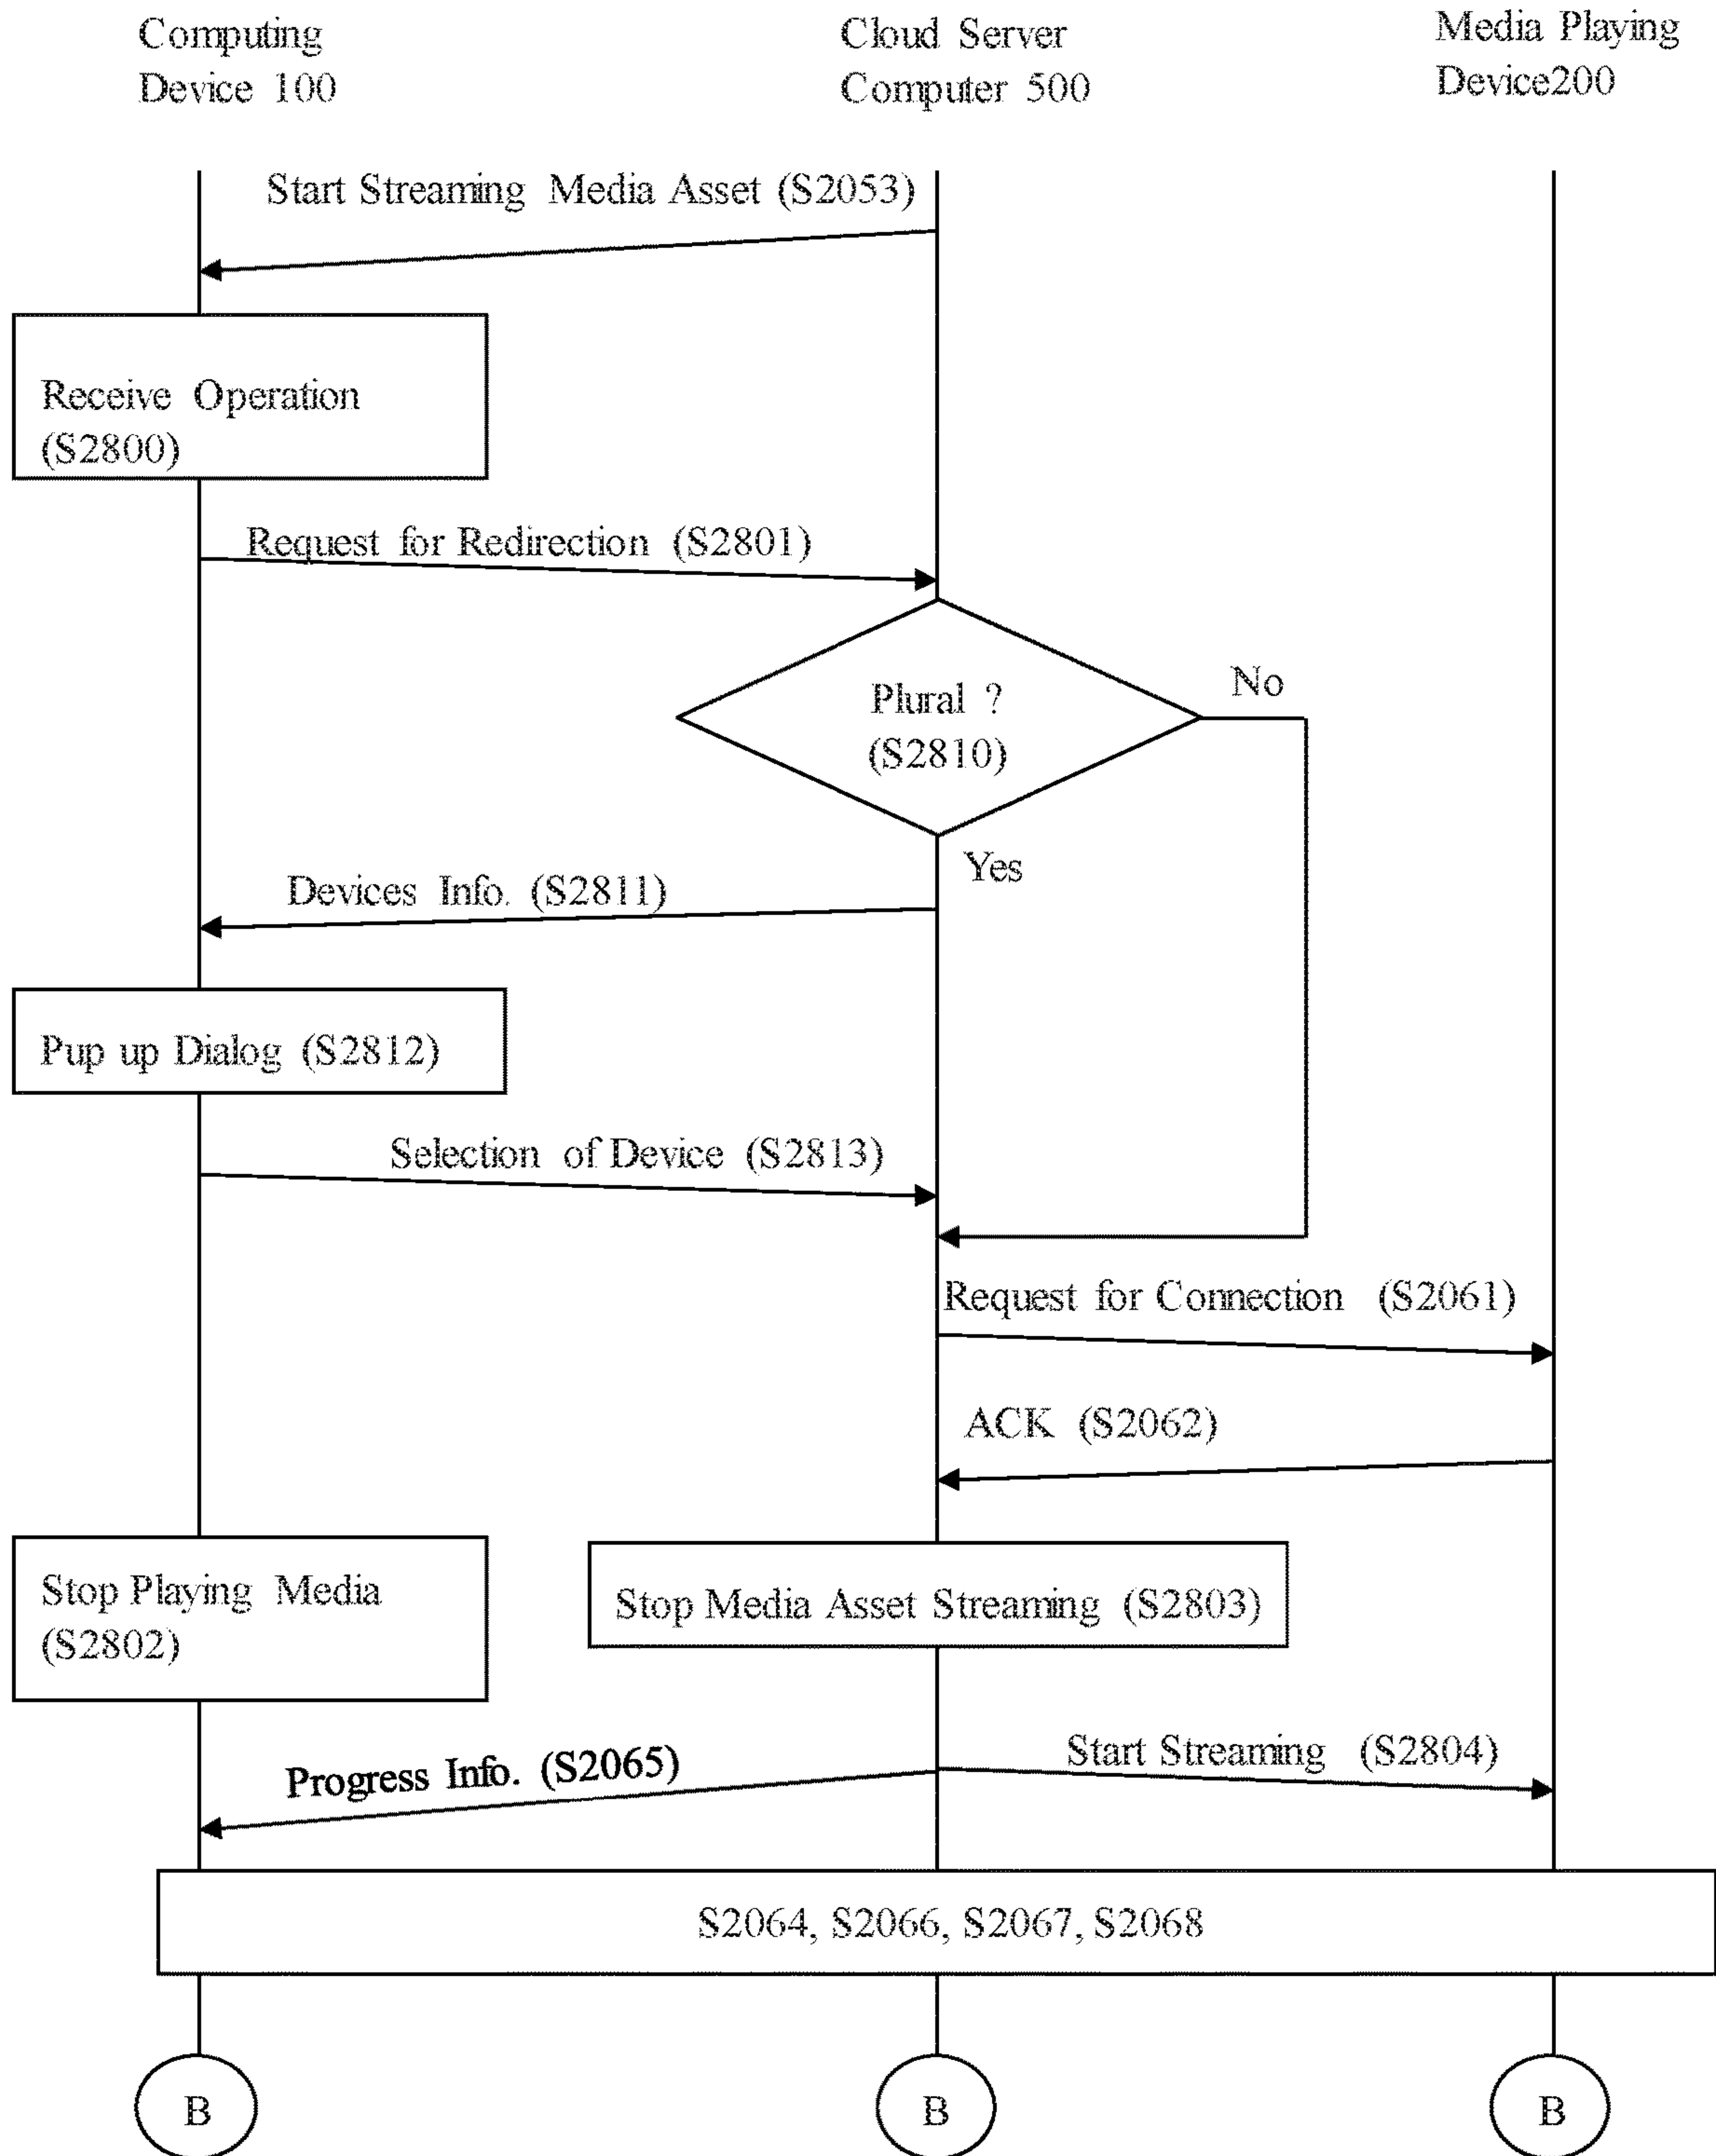 Computing
Device 100
Cloud Server
Computer 500
Media Playing
Device200
Start Streaming Media Asset (S2053)
Receive Operation
(S2800)
Request for Redirection (S2801)
Plural ?
(S2810)
No
Yes
Devices Info. (S2811)
Pup up Dialog (S2812)
Selection of Device (S2813)
Request for Connection (S2061)
ACK (S2062)
Stop Playing Media
(S2802)
Stop Media Asset Streaming (S2803)
Progress Info. (S2065)
Start Streaming (S2804)
S2064, S2066, S2067, S2068
B
B
B